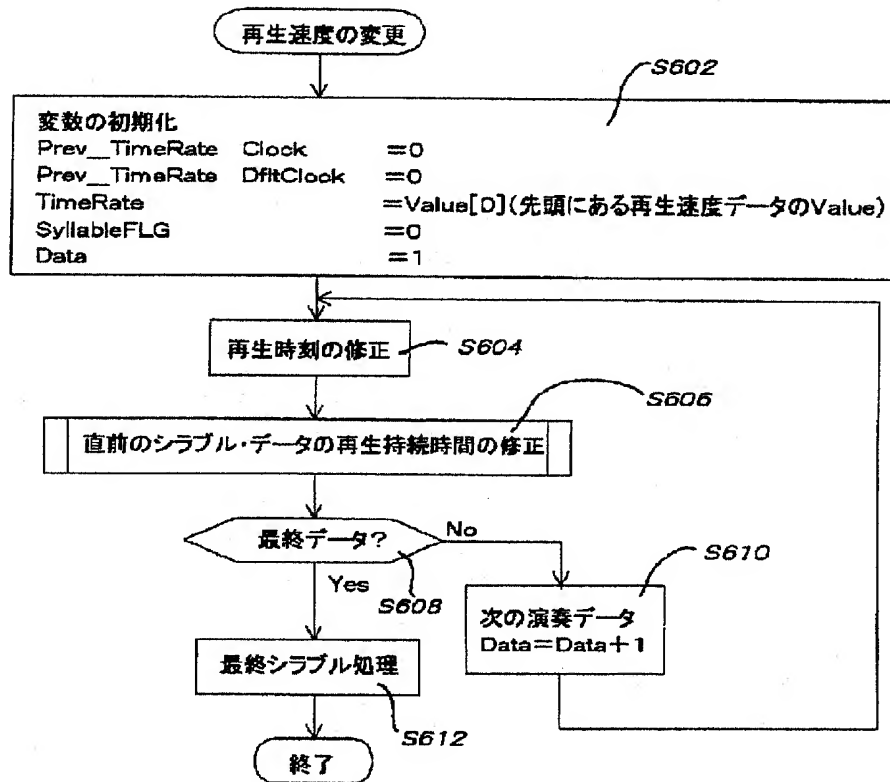 再生速度の変更
S602
変数の初期化
Prev__TimeRate Clock =0
Prev__TimeRate DfltClock =0
TimeRate =Value[0](先頭にある再生速度データのValue)
SyllableFLG =0
Data =1
再生時刻の修正
S604
S606
直前のシラブル・データの再生持続時間の修正
最終データ?
No
Yes
S608
S610
次の演奏データ
Data=Data+1
最終シラブル処理
S612
終了